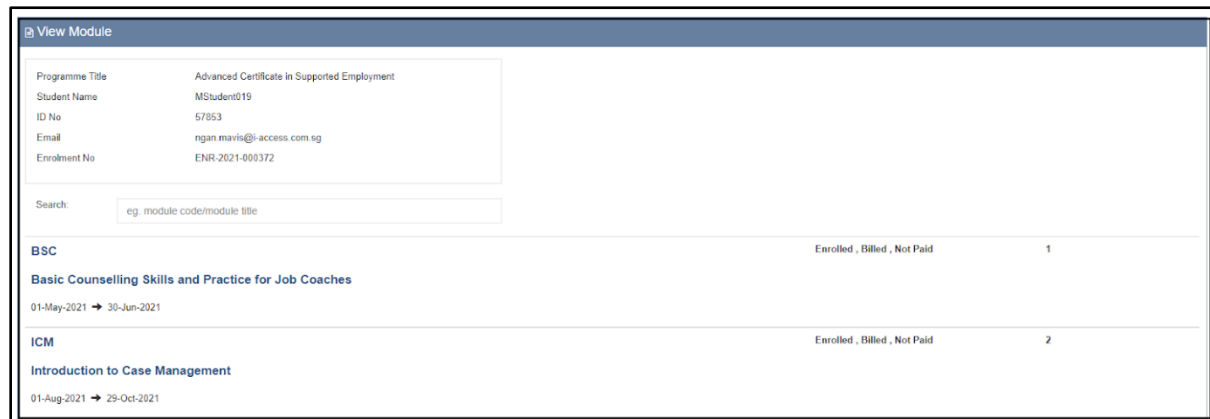 View Module
Programme Title Advanced Certificate in Supported Employment
Student Name MStudent019
ID No 57853
Email ngan.mavis@i-access.com.sg
Enrolment No ENR-2021-000372
Search: eg. module code/module title
BSC Enrolled , Billed , Not Paid 1
Basic Counselling Skills and Practice for Job Coaches
01-May-2021 ➔ 30-Jun-2021
ICM Enrolled , Billed , Not Paid 2
Introduction to Case Management
01-Aug-2021 ➔ 29-Oct-2021